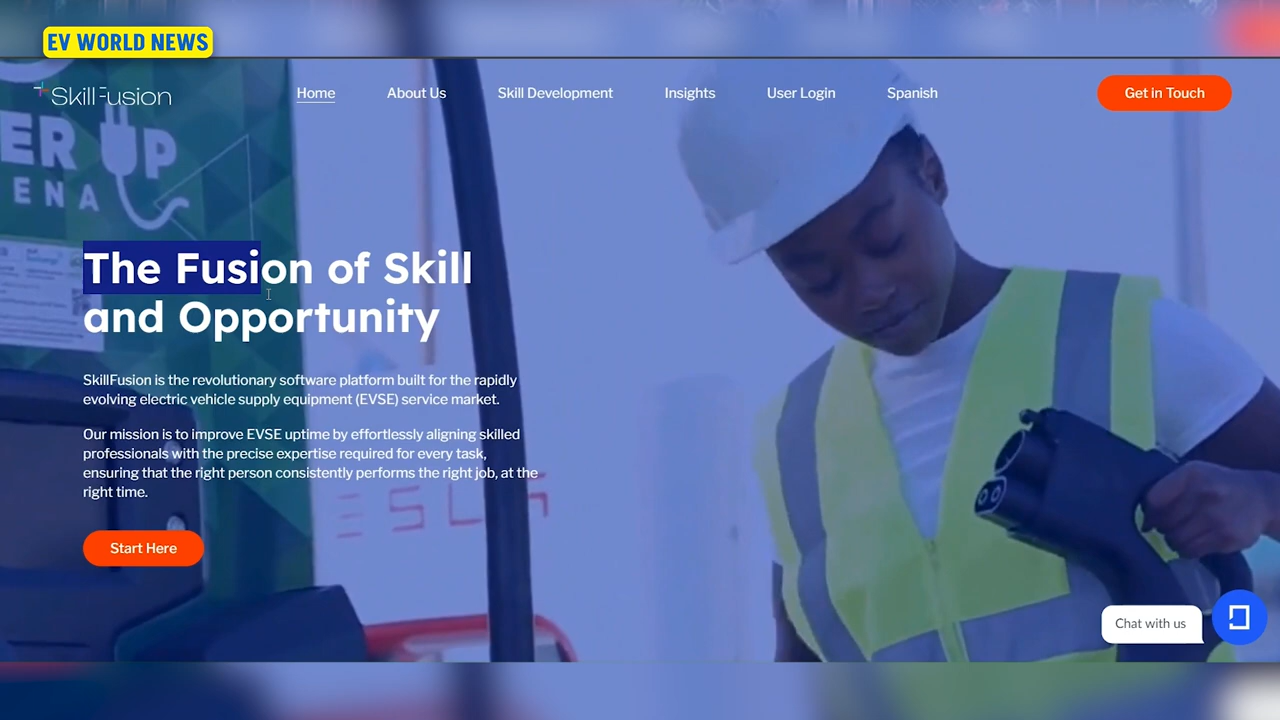 EV WORLD NEWS
SkillFusion
Home About Us Skill Development Insights User Login Spanish Get in Touch
ER UP
ENA
The Fusion of Skill
and Opportunity
SkillFusion is the revolutionary software platform built for the rapidly
evolving electric vehicle supply equipment (EVSE) service market.
Our mission is to improve EVSE uptime by effortlessly aligning skilled
professionals with the precise expertise required for every task,
ensuring that the right person consistently performs the right job, at the
right time.
TESLA
Start Here
Chat with us